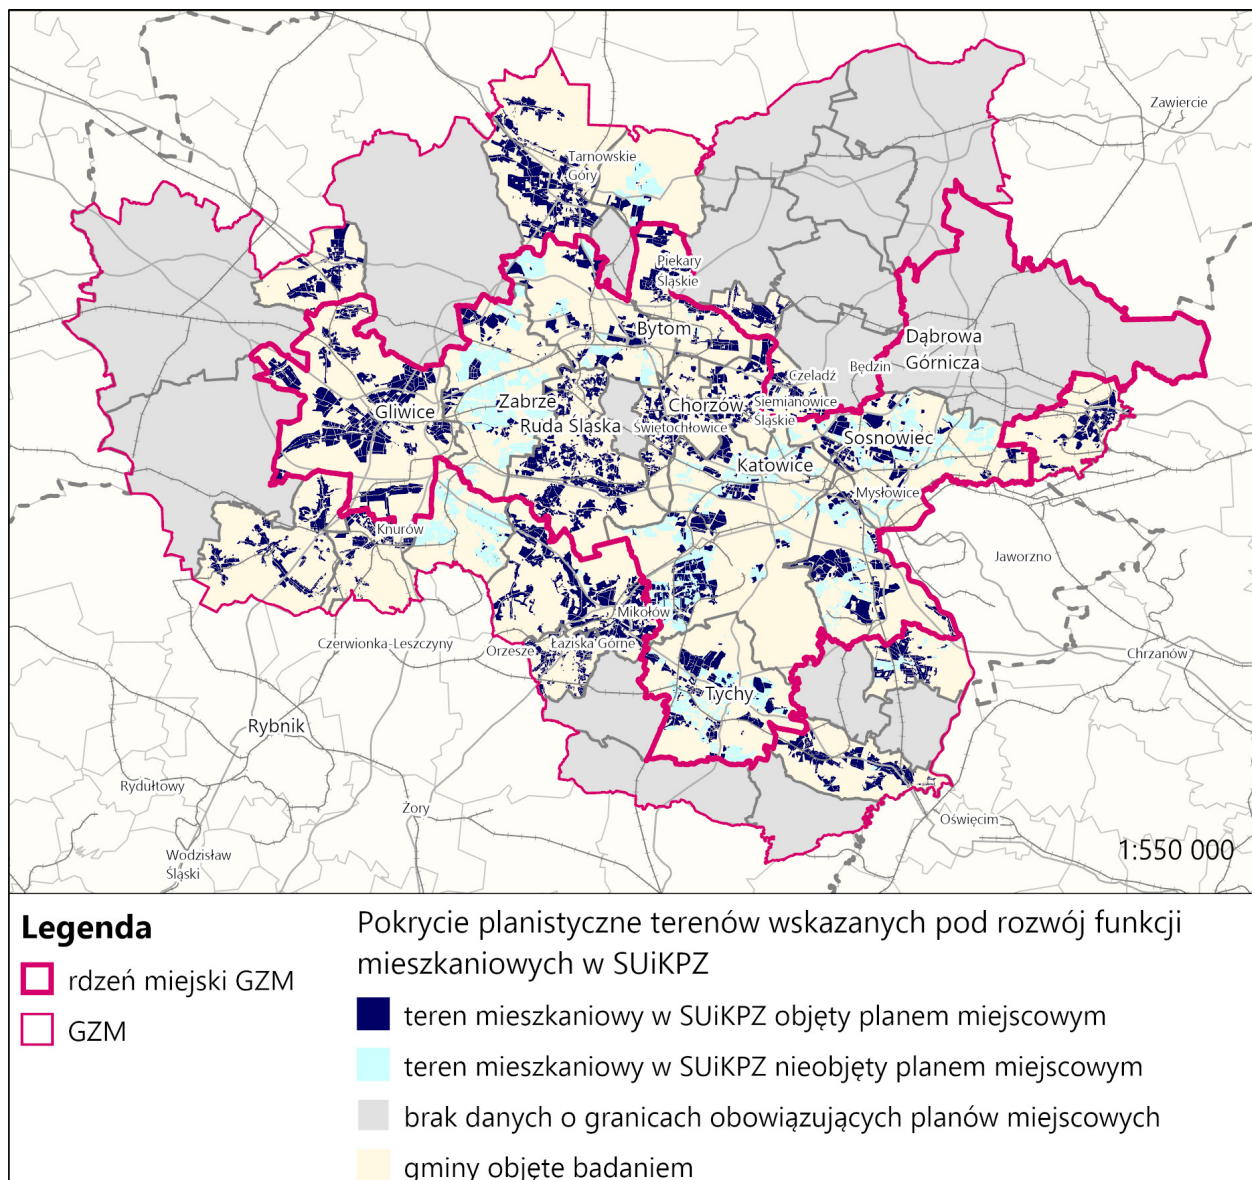 Zawiercie
Tarnowskie
Góry
Piekary
Śląskie
Bytom
Dąbrowa
Górnicza
Będzin
Czeladź
Zabrze
Gliwice
Chorzów
Siemianowice
Śląskie
Ruda Śląska
Świętochłowice
Sosnowiec
Katowice
Mysłowice
Knurów
Jaworzno
Mikołów
Czerwionka-Leszczyny
Orzesze
Łaziska Górne
Chrzanów
Tychy
Rybnik
Rydułtowy
Żory
Oświęcim
Wodzisław
Śląski
1:550 000
Legenda
rdzeń miejski GZM
GZM
Pokrycie planistyczne terenów wskazanych pod rozwój funkcji
mieszkaniowych w SUiKPZ
teren mieszkaniowy w SUiKPZ objęty planem miejscowym
teren mieszkaniowy w SUiKPZ nieobjęty planem miejscowym
brak danych o granicach obowiązujących planów miejscowych
gminy objęte badaniem